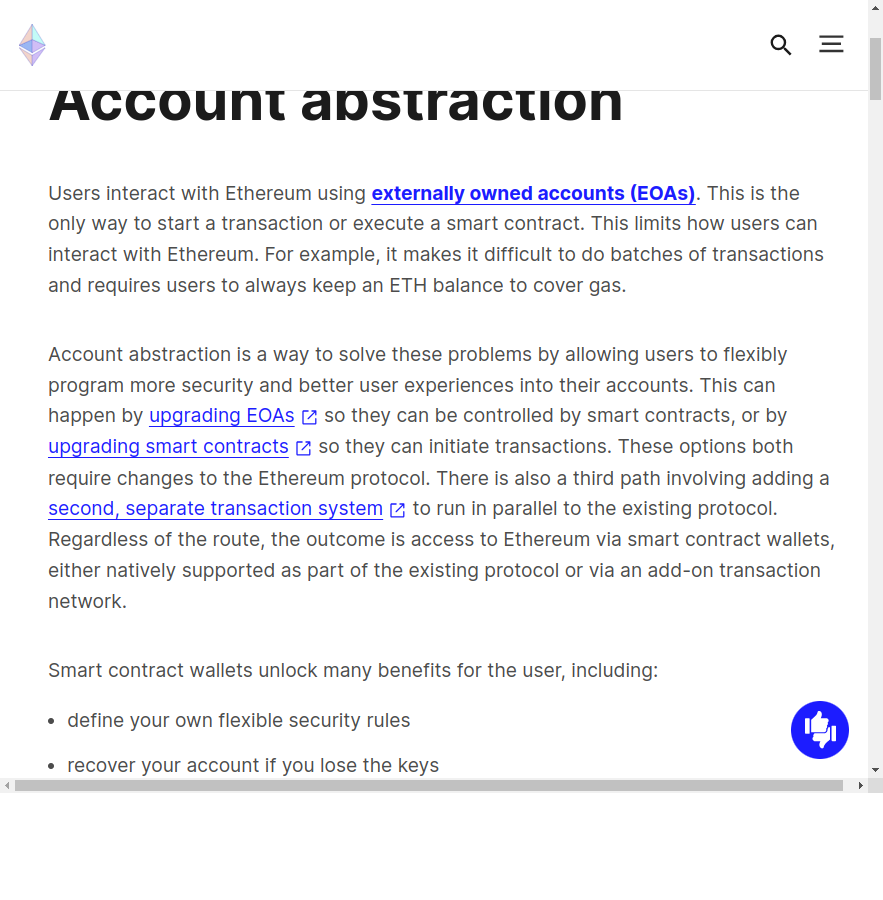 Account abstraction
Users interact with Ethereum using externally owned accounts (EOAs). This is the
only way to start a transaction or execute a smart contract. This limits how users can
interact with Ethereum. For example, it makes it difficult to do batches of transactions
and requires users to always keep an ETH balance to cover gas.
Account abstraction is a way to solve these problems by allowing users to flexibly
program more security and better user experiences into their accounts. This can
happen by upgrading EOAs so they can be controlled by smart contracts, or by
upgrading smart contracts so they can initiate transactions. These options both
require changes to the Ethereum protocol. There is also a third path involving adding a
second, separate transaction system to run in parallel to the existing protocol.
Regardless of the route, the outcome is access to Ethereum via smart contract wallets,
either natively supported as part of the existing protocol or via an add-on transaction
network.
Smart contract wallets unlock many benefits for the user, including:
• define your own flexible security rules
• recover your account if you lose the keys